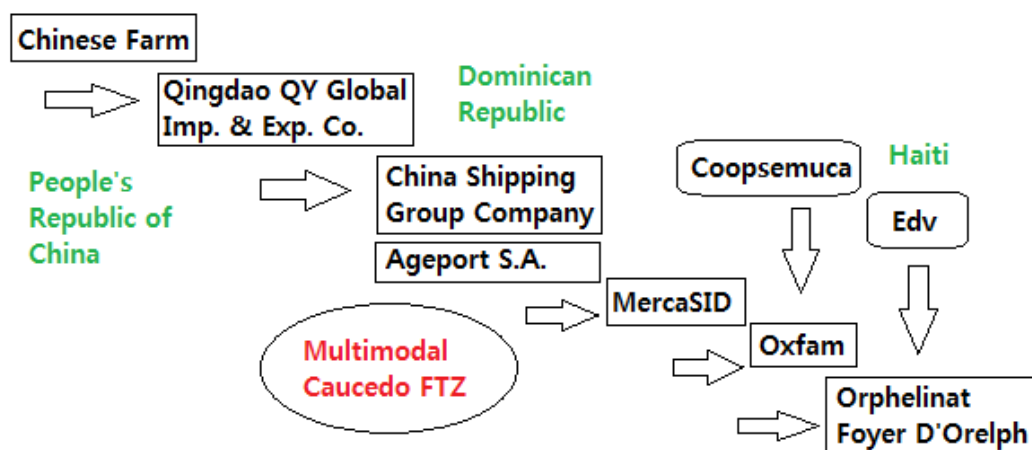 Chinese Farm
Qingdao QY Global
Imp. & Exp. Co.
Dominican
Republic
People's
Republic of
China
China Shipping
Group Company
Ageport S.A.
Coopsemuca
Haiti
Edv
MercaSID
Multimodal
Caucedo FTZ
Oxfam
Orphelinat
Foyer D'Orelph